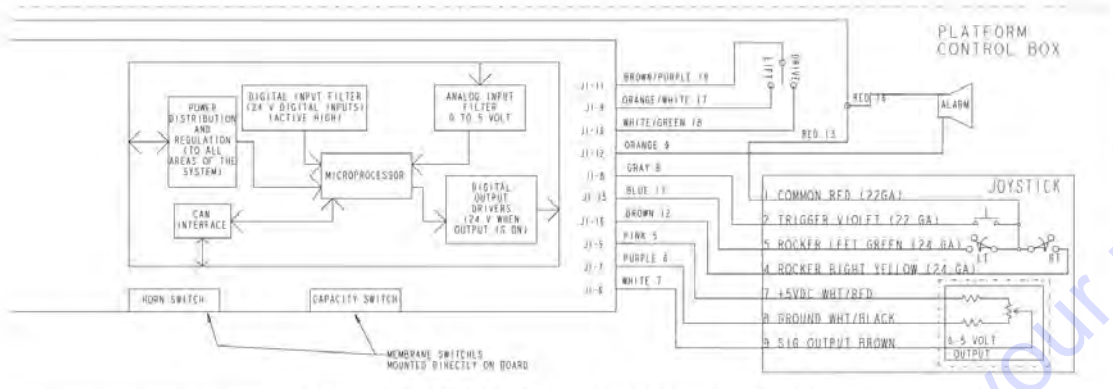 PLATFORM
CONTROL BOX
POWER
DISTRIBUTION
AND
REGULATION
(TO ALL
AREAS OF THE
SYSTEM)
DIGITAL INPUT FILTER
(24 V DIGITAL INPUTS)
(ACTIVE HIGH)
ANALOG INPUT
FILTER
0 TO 5 VOLT
MICROPROCESSOR
CAN
INTERFACE
DIGITAL
OUTPUT
DRIVERS
(24 V WHEN
OUTPUT IS ON)
HORN SWITCH
CAPACITY SWITCH
MEMBRANE SWITCHES
MOUNTED DIRECTLY ON BOARD
J1-11
J1-9
J1-12
J1-8
J1-15
J1-5
J1-7
J1-6
BROWN/PURPLE
ORANGE/WHITE 17
WHITE/GREEN 18
ORANGE 9
GRAY 8
BLUE 11
BROWN 12
PINK 5
PURPLE 6
WHITE 7
LIFT
DRIVE
RED
RED 13
ALARM
JOYSTICK
1 COMMON RED (22GA)
2 TRIGGER VIOLET (22 GA)
5 ROCKER LEFT GREEN (24 GA)
LT
RT
4 ROCKER RIGHT YELLOW (24 GA)
7 +5VDC WHT/RED
8 GROUND WHT/BLACK
9 SIG OUTPUT BROWN
0-5 VOLT
OUTPUT
your